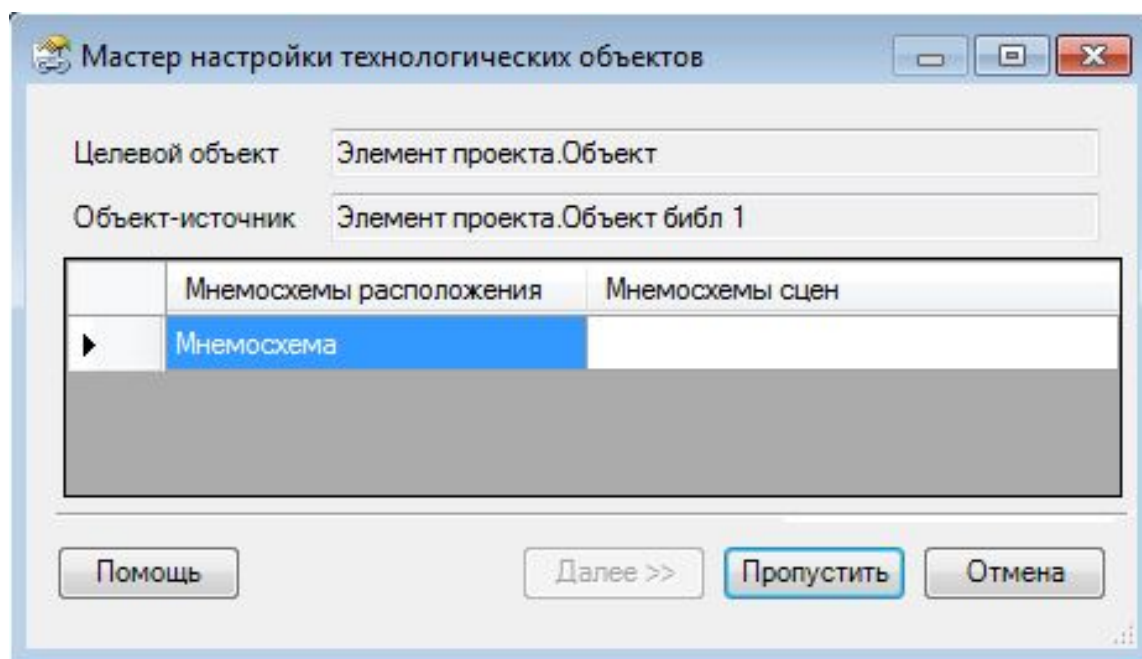 Мастер настройки технологических объектов
Целевой объект Элемент проекта.Объект
Объект-источник Элемент проекта.Объект библ 1
Мнемосхемы расположения Мнемосхемы сцен
Мнемосхема
Помощь Далее >> Пропустить Отмена